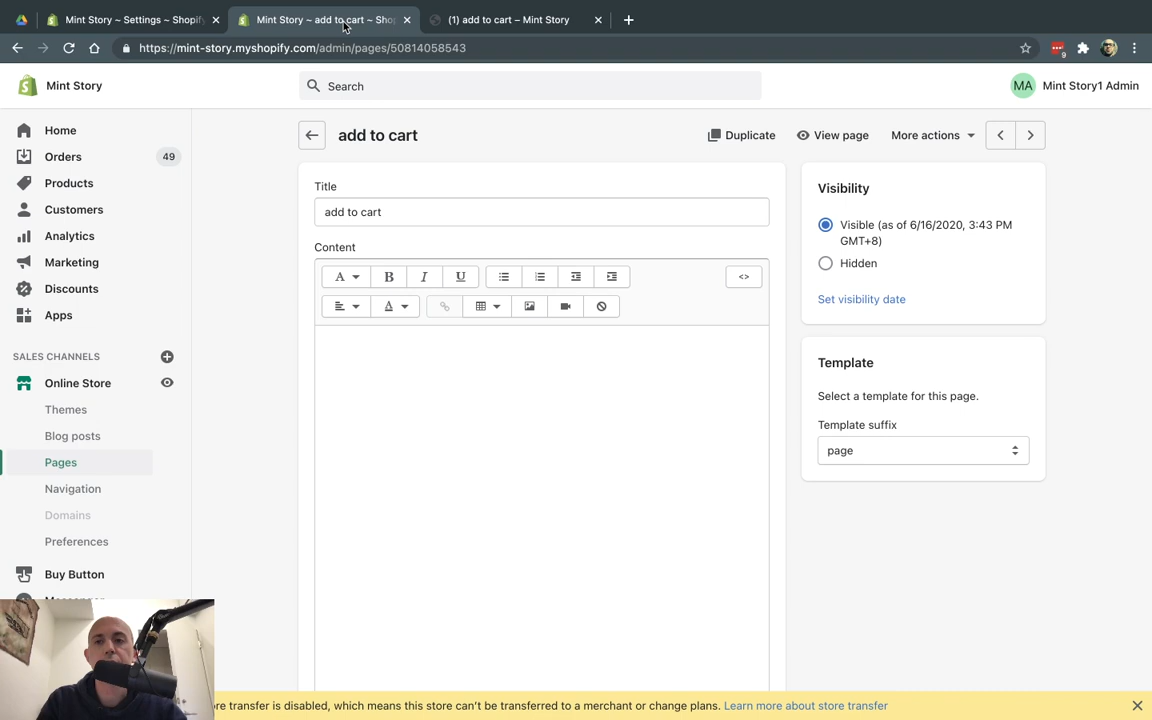 Mint Story ~ Settings ~ Shopify
Mint Story ~ add to cart ~ Sho
(1) add to cart – Mint Story
https://mint-story.myshopify.com/admin/pages/50814058543
9
Mint Story
Search
MA
Mint Story1 Admin
Home
Orders
49
Products
Customers
Analytics
Marketing
Discounts
Apps
SALES CHANNELS
Online Store
Themes
Blog posts
Pages
Navigation
Domains
Preferences
Buy Button
add to cart
Duplicate
View page
More actions
Title
add to cart
Content
A
B
I
U
<>
A
Visibility
Visible (as of 6/16/2020, 3:43 PM
GMT+8)
Hidden
Set visibility date
Template
Select a template for this page.
Template suffix
page
ore transfer is disabled, which means this store can't be transferred to a merchant or change plans. Learn more about store transfer